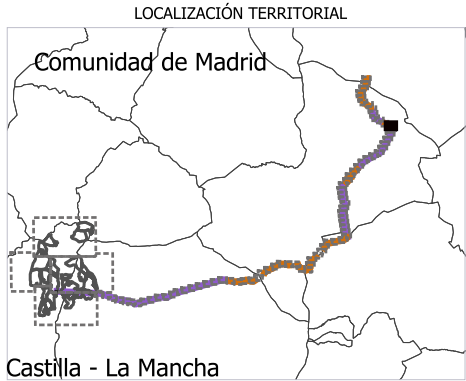 LOCALIZACIÓN TERRITORIAL
Comunidad de Madrid
Castilla - La Mancha